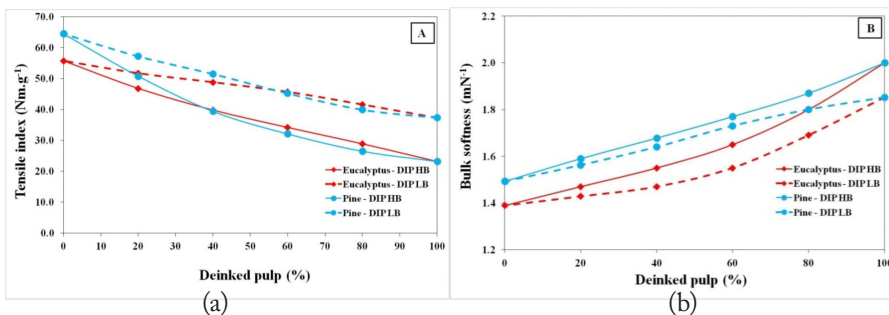 A
Tensile index (Nm.g⁻¹)
70.0
60.0
50.0
40.0
30.0
20.0
10.0
0.0
0 10 20 30 40 50 60 70 80 90 100
Deinked pulp (%)
Eucalyptus - DIP HB
Eucalyptus - DIP LB
Pine - DIP HB
Pine - DIP LB
(a)
B
Bulk softness (mN⁻¹)
2.2
2.0
1.8
1.6
1.4
1.2
0 20 40 60 80 100
Deinked pulp (%)
Eucalyptus - DIP HB
Eucalyptus - DIP LB
Pine - DIP HB
Pine - DIP LB
(b)